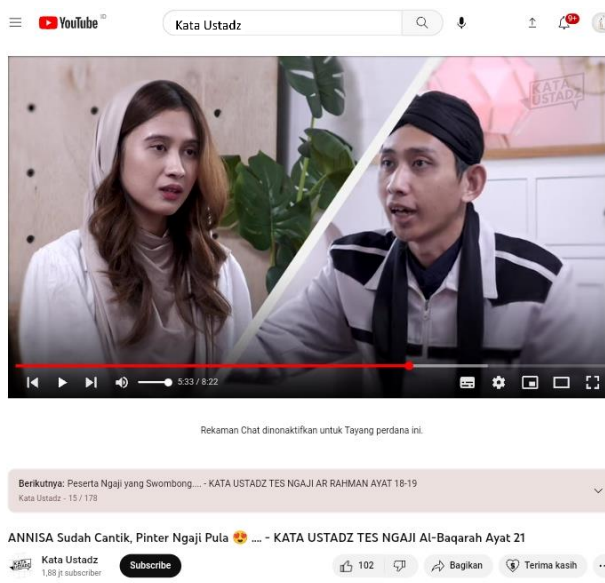 YouTube ID
Kata Ustadz
9+
KATA
USTADZ
5:33 / 8:22
Rekaman Chat dinonaktifkan untuk Tayang perdana ini.
Berikutnya: Peserta Ngaji yang Swombong.... - KATA USTADZ TES NGAJI AR RAHMAN AYAT 18-19
Kata Ustadz - 15 / 178
ANNISA Sudah Cantik, Pinter Ngaji Pula 😍 .... - KATA USTADZ TES NGAJI Al-Baqarah Ayat 21
Kata Ustadz
1,88 jt subscriber
Subscribe
102
Bagikan
Terima kasih